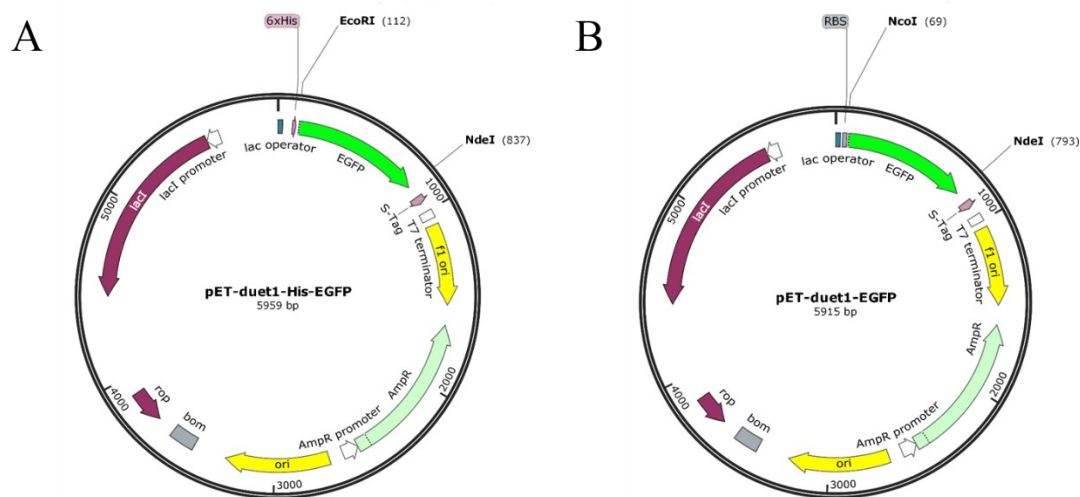 A
6xHis
EcoRI (112)
NdeI (837)
lac operator
EGFP
lacI promoter
lacI
S-Tag
T7 terminator
f1 ori
1000
2000
3000
4000
5000
pET-duet1-His-EGFP
5959 bp
AmpR
AmpR promoter
ori
bom
rop
B
RBS
NcoI (69)
NdeI (793)
lac operator
EGFP
lacI promoter
lacI
S-Tag
T7 terminator
f1 ori
1000
2000
3000
4000
5000
pET-duet1-EGFP
5915 bp
AmpR
AmpR promoter
ori
bom
rop